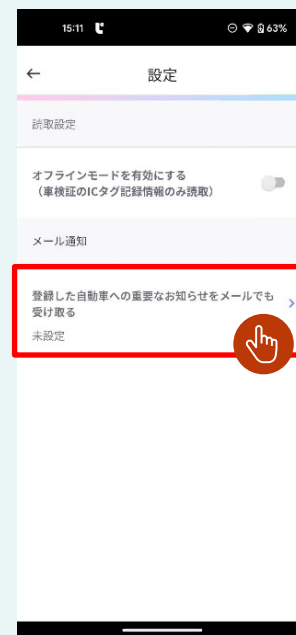 15:11 63%
設定
読取設定
オフラインモードを有効にする
（車検証のICタグ記録情報のみ読取）
メール通知
登録した自動車への重要なお知らせをメールでも
受け取る
未設定